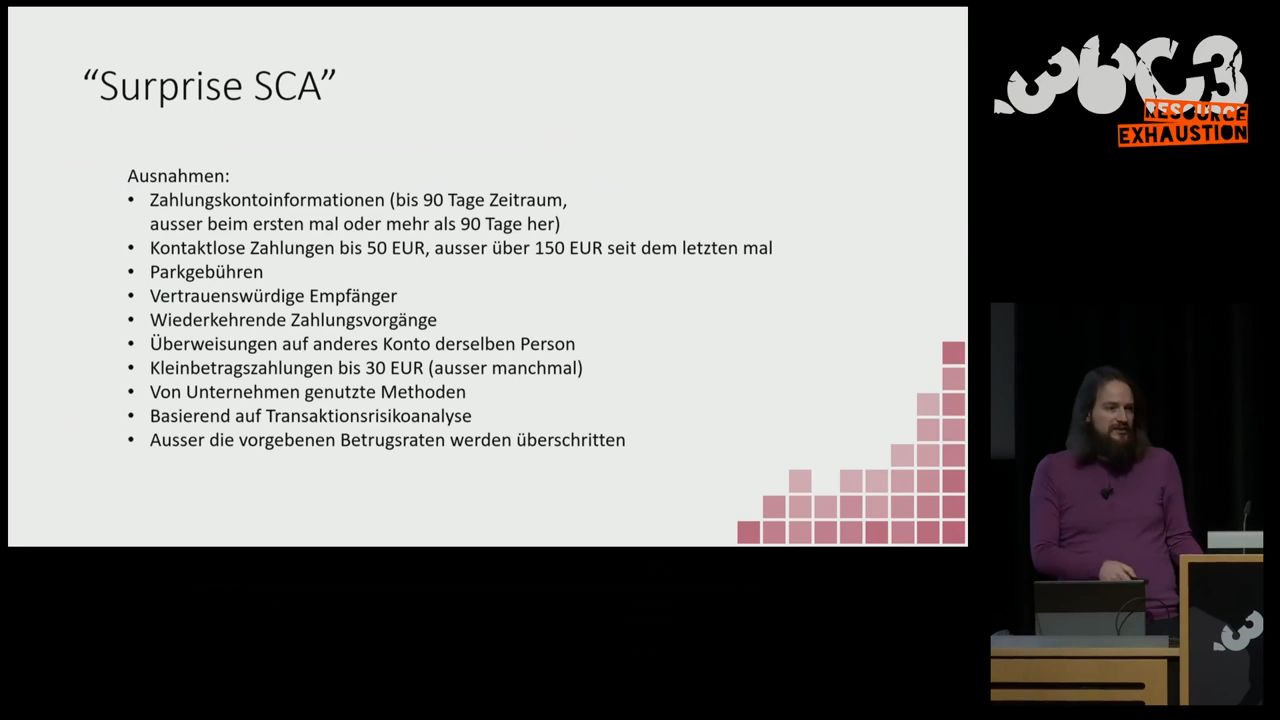 “Surprise SCA”
Ausnahmen:
• Zahlungskontoinformationen (bis 90 Tage Zeitraum,
ausser beim ersten mal oder mehr als 90 Tage her)
• Kontaktlose Zahlungen bis 50 EUR, ausser über 150 EUR seit dem letzten mal
• Parkgebühren
• Vertrauenswürdige Empfänger
• Wiederkehrende Zahlungsvorgänge
• Überweisungen auf anderes Konto derselben Person
• Kleinbetragszahlungen bis 30 EUR (ausser manchmal)
• Von Unternehmen genutzte Methoden
• Basierend auf Transaktionsrisikoanalyse
• Ausser die vorgebenen Betrugsraten werden überschritten
36C3
RESOURCE
EXHAUSTION